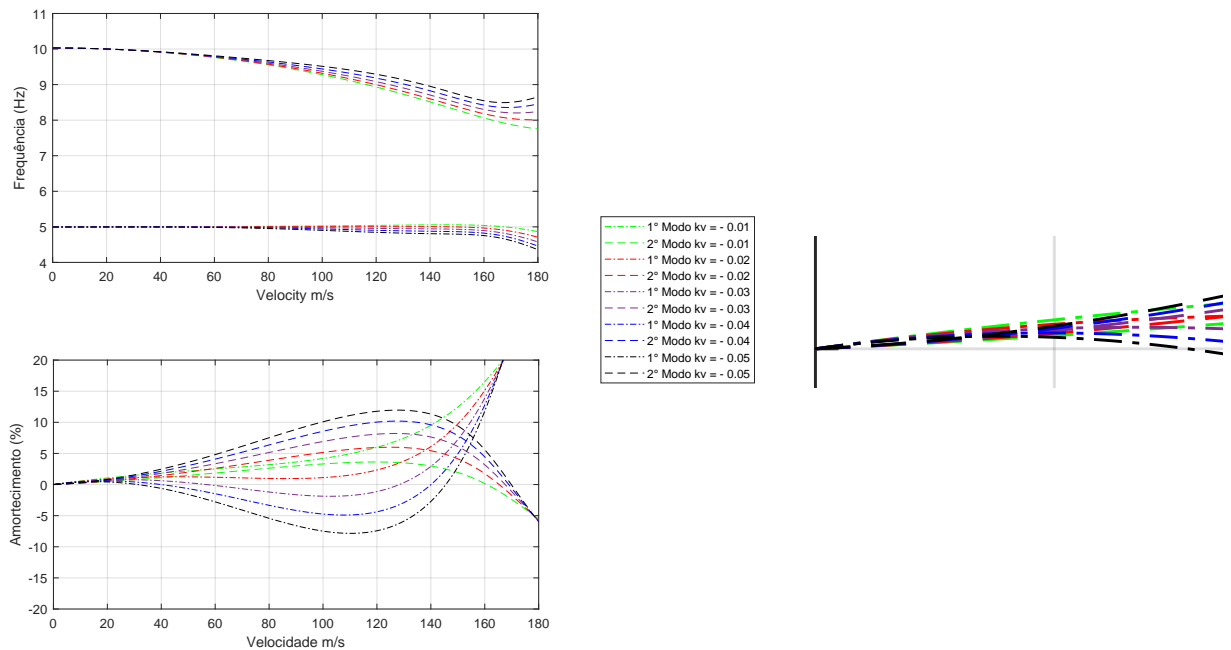 11
10
9
8
7
6
5
4
Frequência (Hz)
0 20 40 60 80 100 120 140 160 180
Velocity m/s
1° Modo kv = - 0.01
2° Modo kv = - 0.01
1° Modo kv = - 0.02
2° Modo kv = - 0.02
1° Modo kv = - 0.03
2° Modo kv = - 0.03
1° Modo kv = - 0.04
2° Modo kv = - 0.04
1° Modo kv = - 0.05
2° Modo kv = - 0.05
20
15
10
5
0
-5
-10
-15
-20
Amortecimento (%)
0 20 40 60 80 100 120 140 160 180
Velocidade m/s